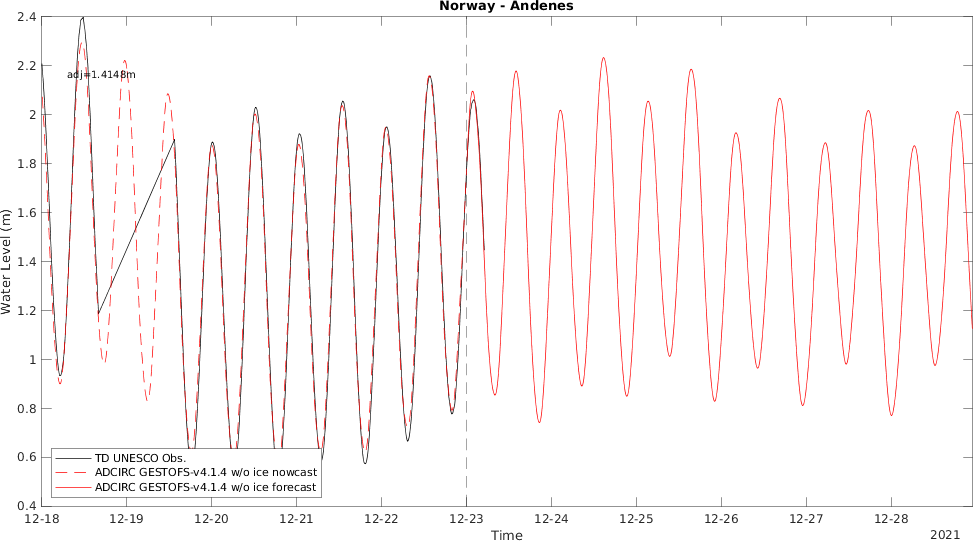 Norway - Andenes
2.4
2.2
2
1.8
1.6
1.4
1.2
1
0.8
0.6
0.4
Water Level (m)
adj=1.4148m
TD UNESCO Obs.
ADCIRC GESTOFS-v4.1.4 w/o ice nowcast
ADCIRC GESTOFS-v4.1.4 w/o ice forecast
12-18 12-19 12-20 12-21 12-22 12-23 12-24 12-25 12-26 12-27 12-28
Time
2021